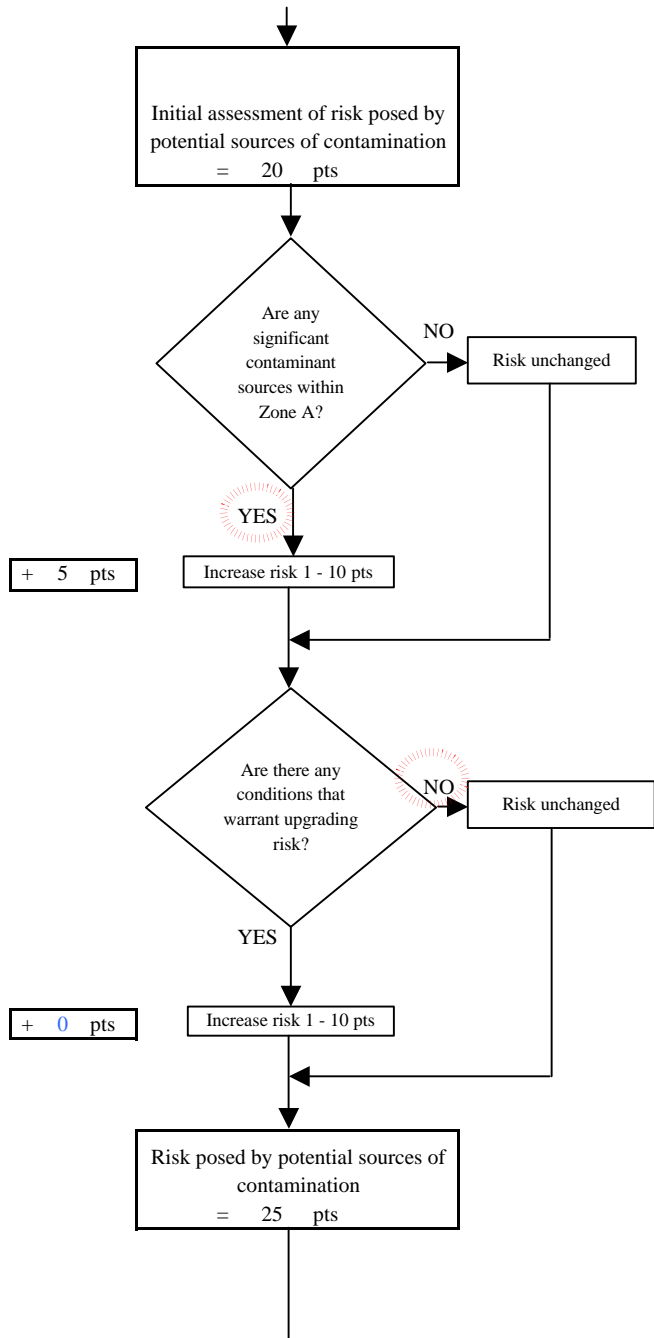 Initial assessment of risk posed by
potential sources of contamination
= 20 pts
Are any
significant
contaminant
sources within
Zone A?
NO
Risk unchanged
YES
+ 5 pts
Increase risk 1 - 10 pts
Are there any
conditions that
warrant upgrading
risk?
NO
Risk unchanged
YES
+ 0 pts
Increase risk 1 - 10 pts
Risk posed by potential sources of
contamination
= 25 pts